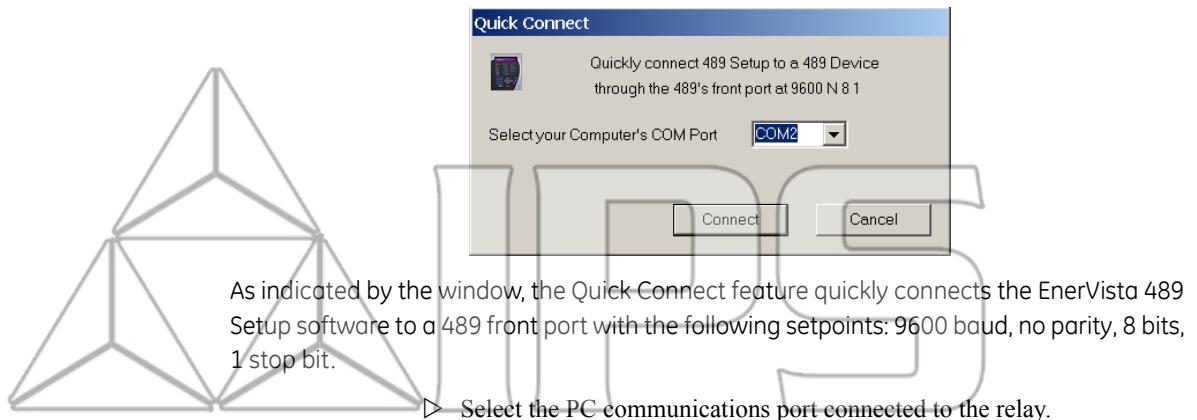 Quick Connect
Quickly connect 489 Setup to a 489 Device
through the 489's front port at 9600 N 8 1
Select your Computer's COM Port COM2
Connect Cancel
IPS
As indicated by the window, the Quick Connect feature quickly connects the EnerVista 489
Setup software to a 489 front port with the following setpoints: 9600 baud, no parity, 8 bits,
1 stop bit.
Select the PC communications port connected to the relay.